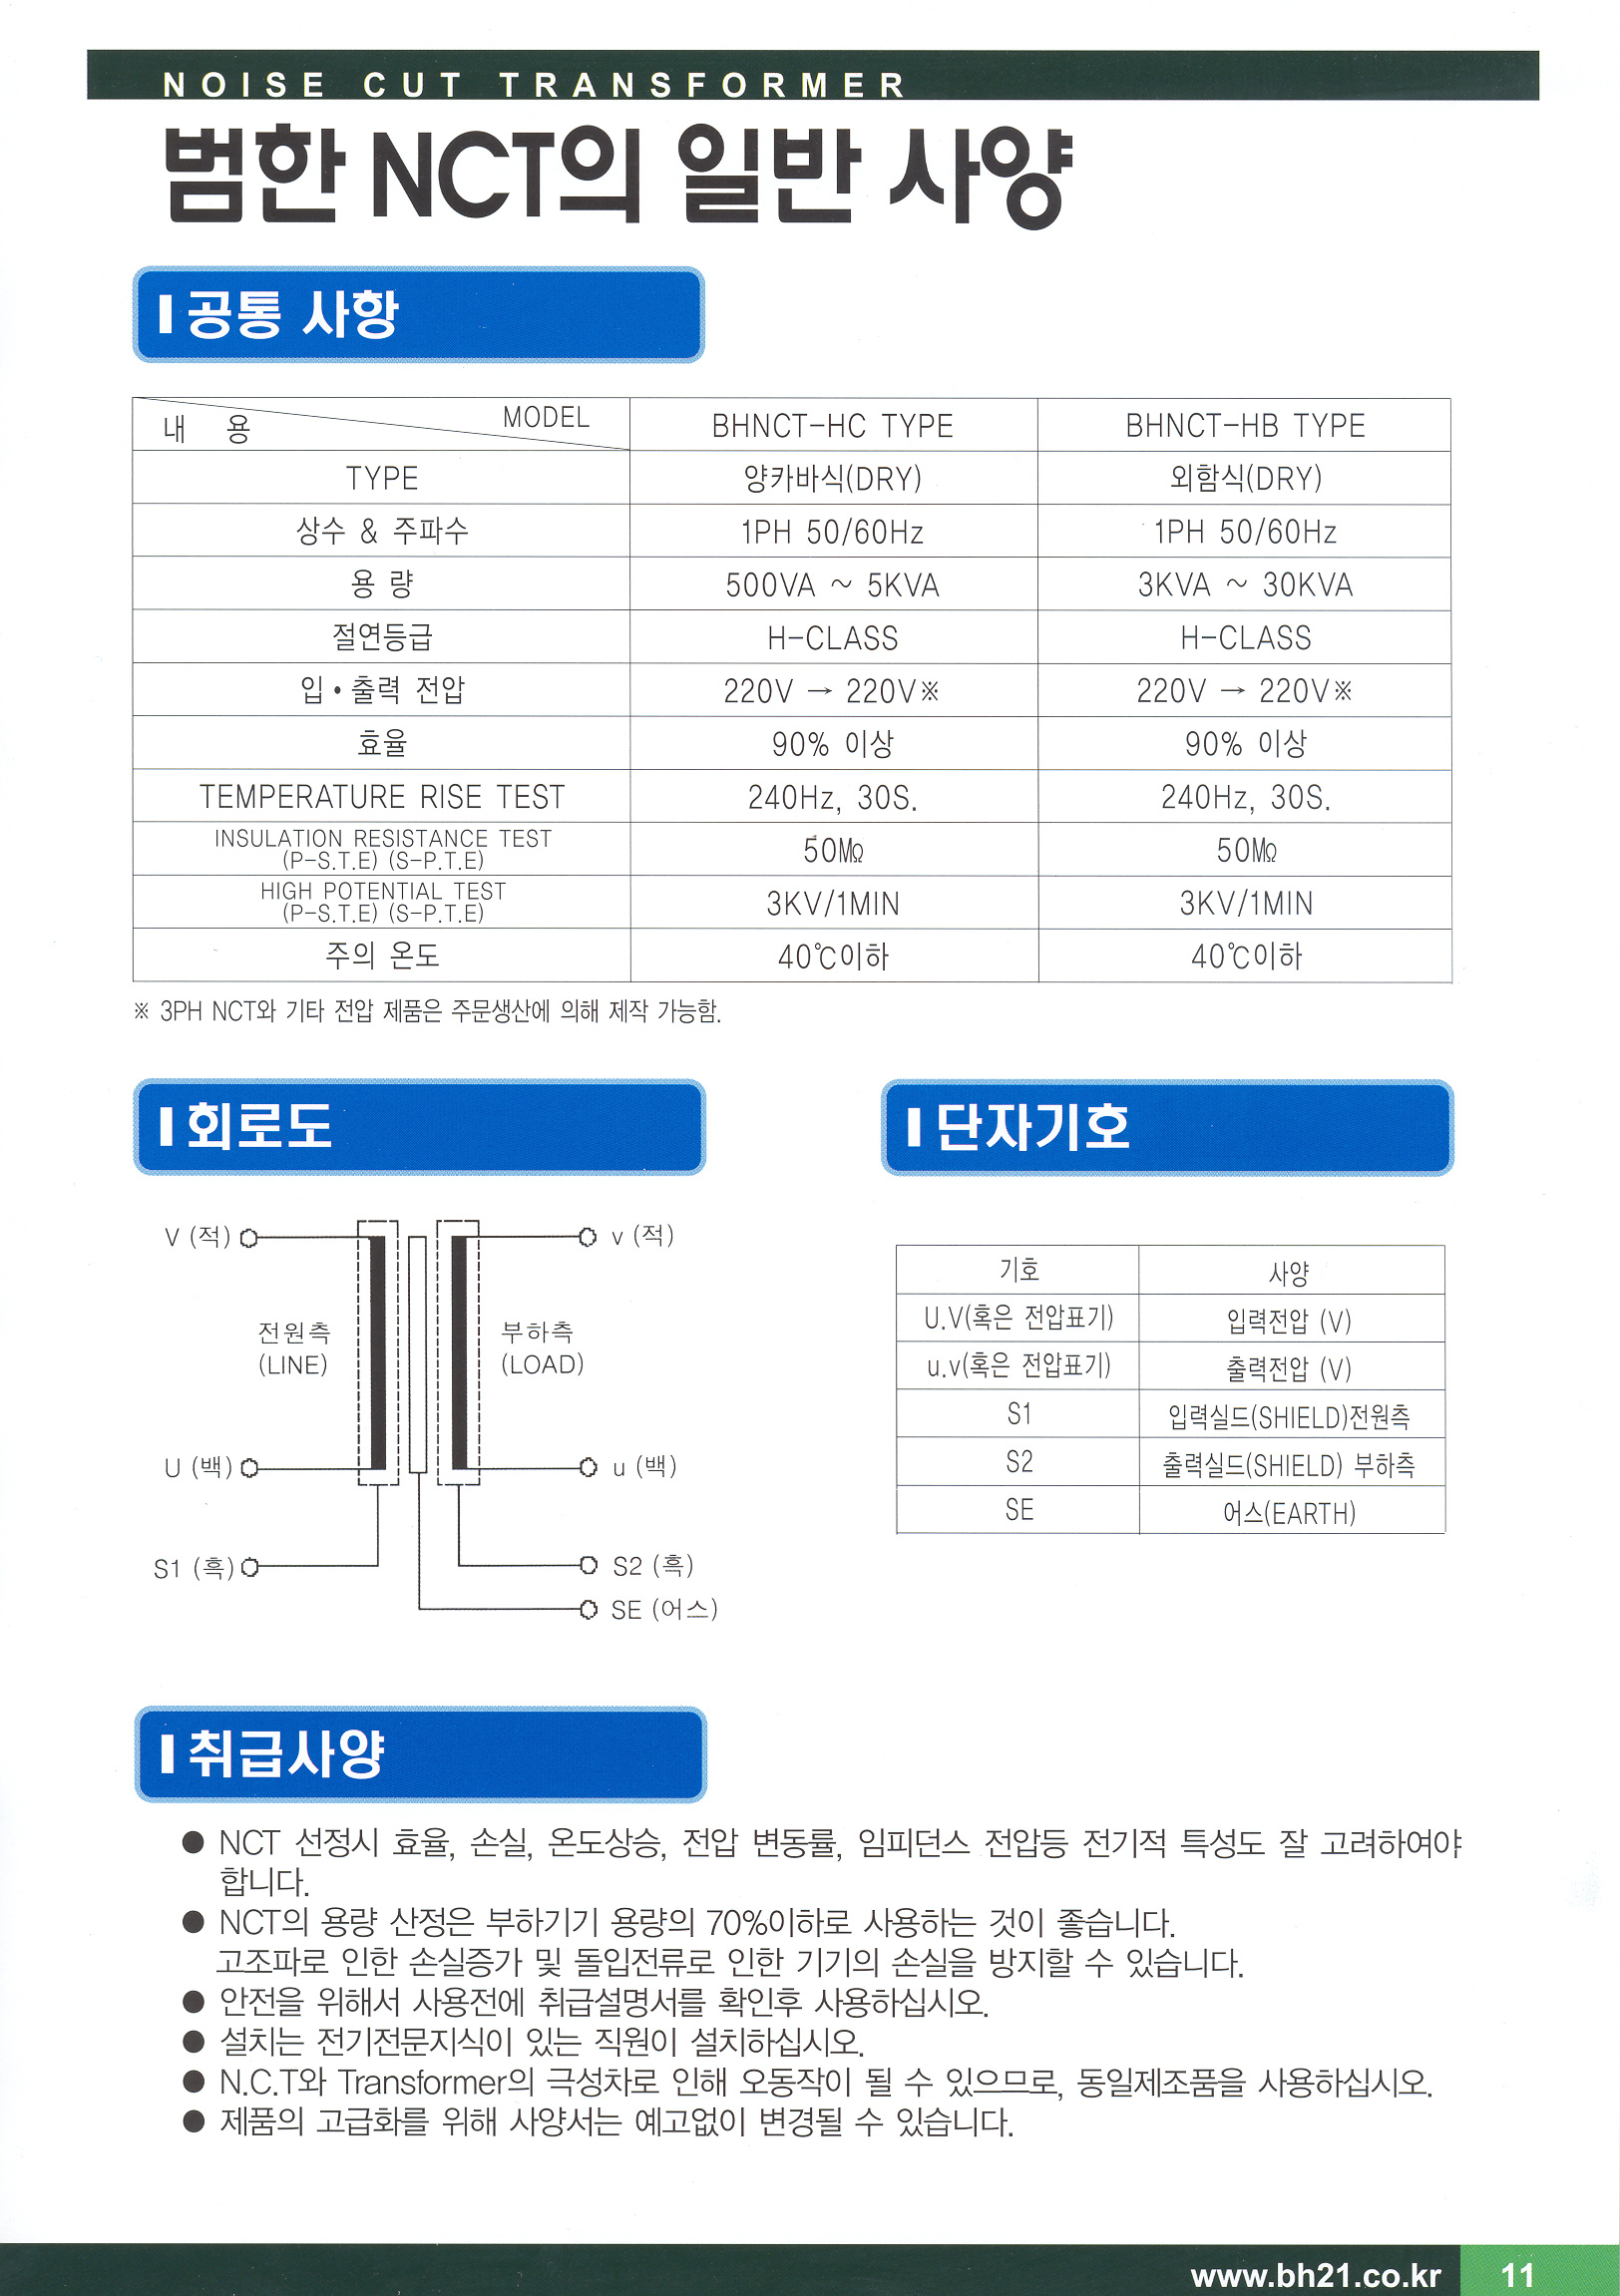 NOISE CUT TRANSFORMER
범한 NCT의 일반 사양
공통 사항
내 용 MODEL BHNCT-HC TYPE BHNCT-HB TYPE
TYPE 양카바식(DRY) 외함식(DRY)
상수 & 주파수 1PH 50/60Hz 1PH 50/60Hz
용 량 500VA ~ 5KVA 3KVA ~ 30KVA
절연등급 H-CLASS H-CLASS
입•출력 전압 220V → 220V※ 220V → 220V※
효율 90% 이상 90% 이상
TEMPERATURE RISE TEST 240Hz, 30S. 240Hz, 30S.
INSULATION RESISTANCE TEST
(P-S.T.E) (S-P.T.E) 50MΩ 50MΩ
HIGH POTENTIAL TEST
(P-S.T.E) (S-P.T.E) 3KV/1MIN 3KV/1MIN
주의 온도 40℃이하 40℃이하
※ 3PH NCT와 기타 전압 제품은 주문생산에 의해 제작 가능함.
회로도
V (적) v (적)
전원측 부하측
(LINE) (LOAD)
U (백) u (백)
S1 (흑) S2 (흑)
SE (어스)
단자기호
기호 사양
U.V(혹은 전압표기) 입력전압 (V)
u.v(혹은 전압표기) 출력전압 (V)
S1 입력실드(SHIELD)전원측
S2 출력실드(SHIELD) 부하측
SE 어스(EARTH)
취급사양
● NCT 선정시 효율, 손실, 온도상승, 전압 변동률, 임피던스 전압등 전기적 특성도 잘 고려하여야
합니다.
● NCT의 용량 산정은 부하기기 용량의 70%이하로 사용하는 것이 좋습니다.
고조파로 인한 손실증가 및 돌입전류로 인한 기기의 손실을 방지할 수 있습니다.
● 안전을 위해서 사용전에 취급설명서를 확인후 사용하십시오.
● 설치는 전기전문지식이 있는 직원이 설치하십시오.
● N.C.T와 Transformer의 극성차로 인해 오동작이 될 수 있으므로, 동일제조품을 사용하십시오.
● 제품의 고급화를 위해 사양서는 예고없이 변경될 수 있습니다.
www.bh21.co.kr 11